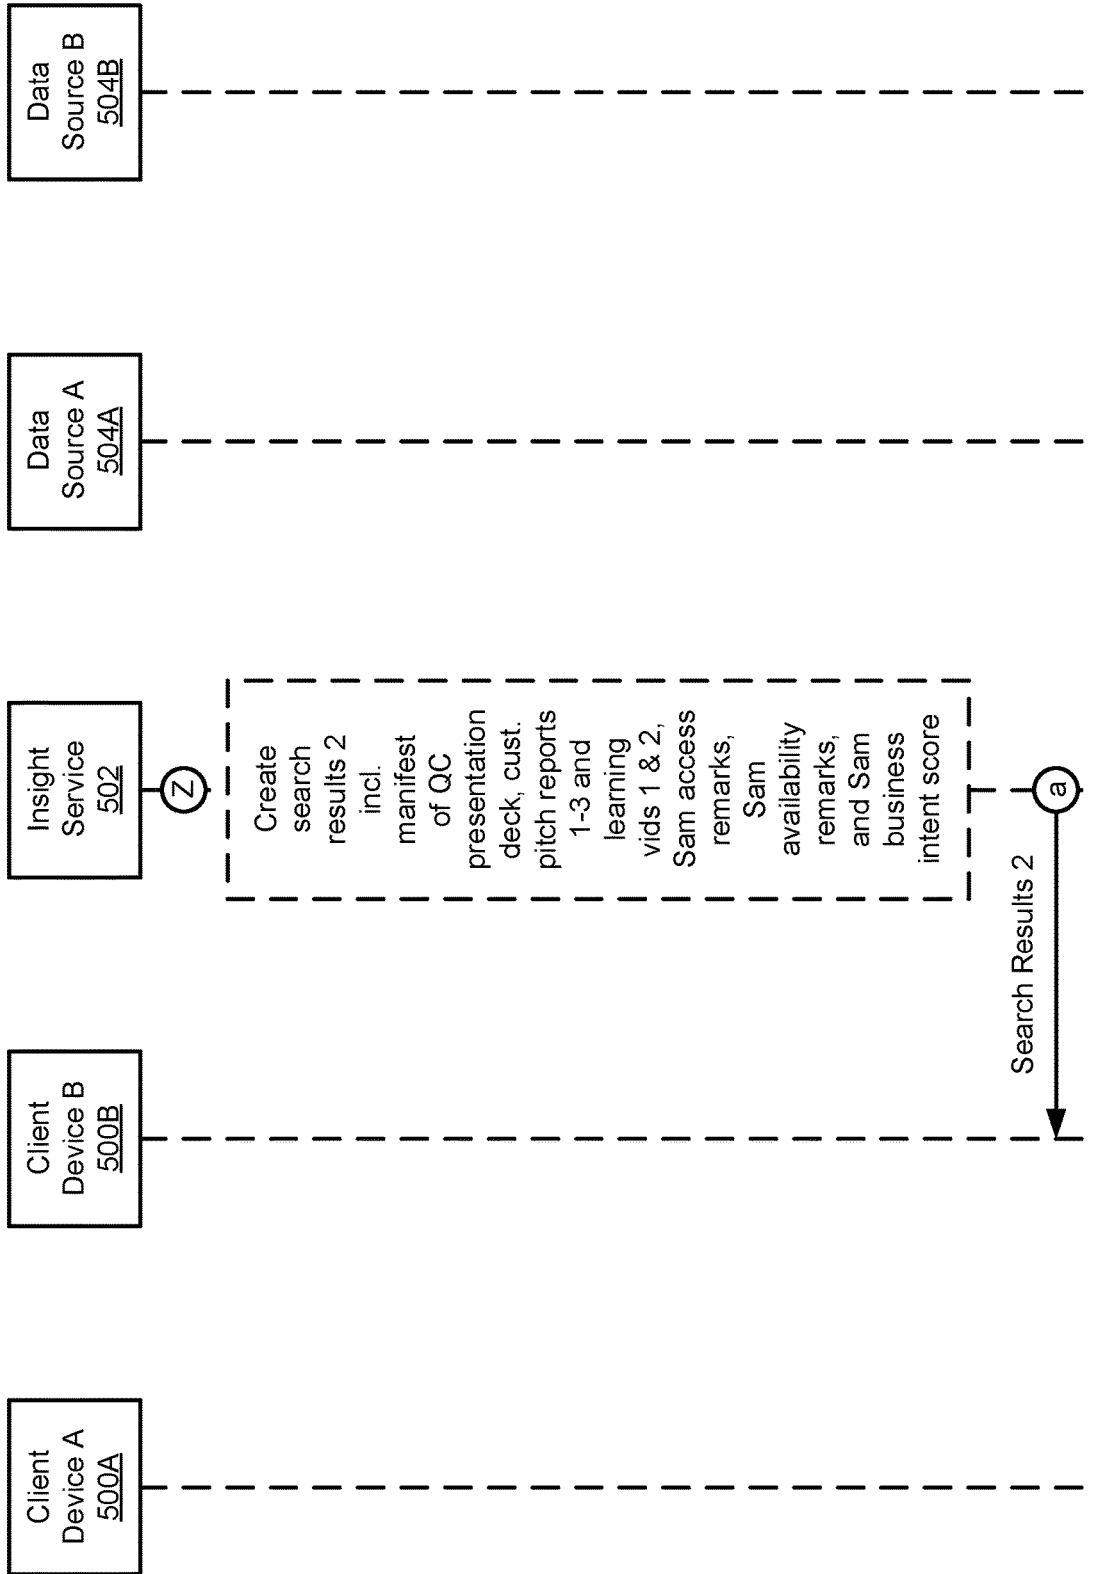 Client
Device A
500A
Client
Device B
500B
Insight
Service
502
Data
Source A
504A
Data
Source B
504B
Z
Create
search
results 2
incl.
manifest
of QC
presentation
deck, cust.
pitch reports
1-3 and
learning
vids 1 & 2,
Sam access
remarks,
Sam
availability
remarks,
and Sam
business
intent score
Search Results 2
a